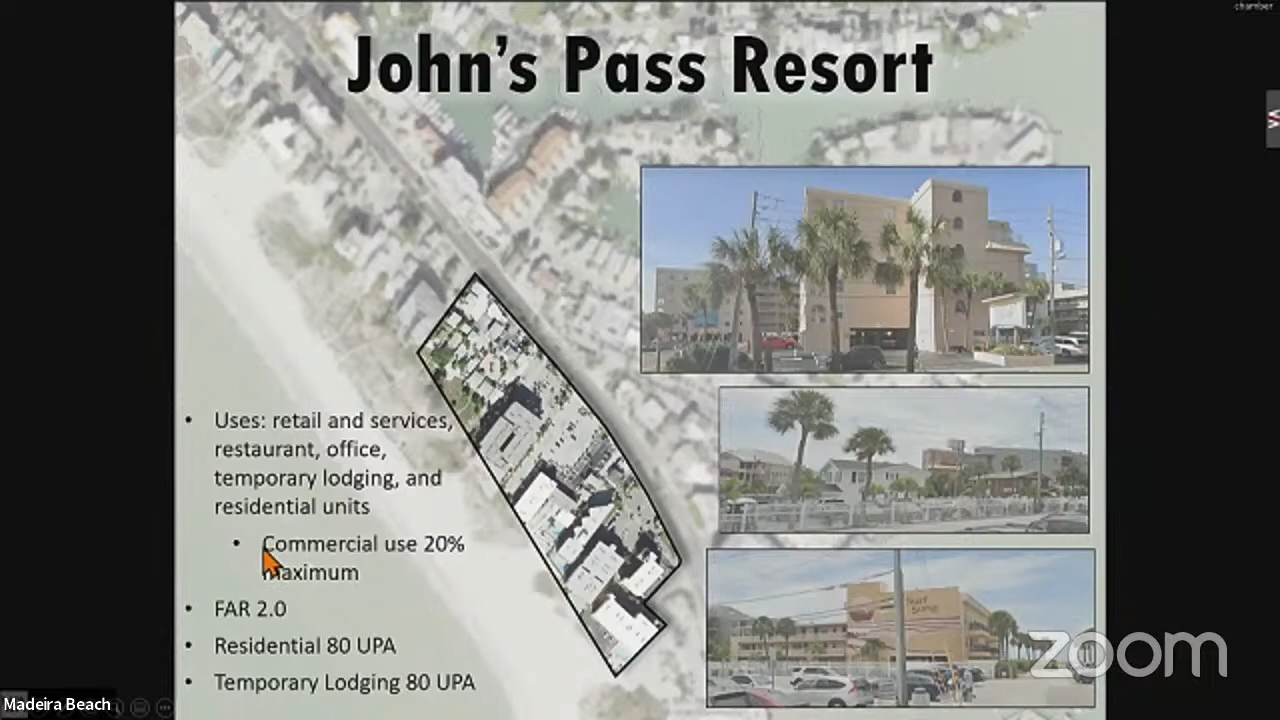 chamber
John's Pass Resort
• Uses: retail and services,
restaurant, office,
temporary lodging, and
residential units
• Commercial use 20%
maximum
• FAR 2.0
• Residential 80 UPA
• Temporary Lodging 80 UPA
zoom
Madeira Beach